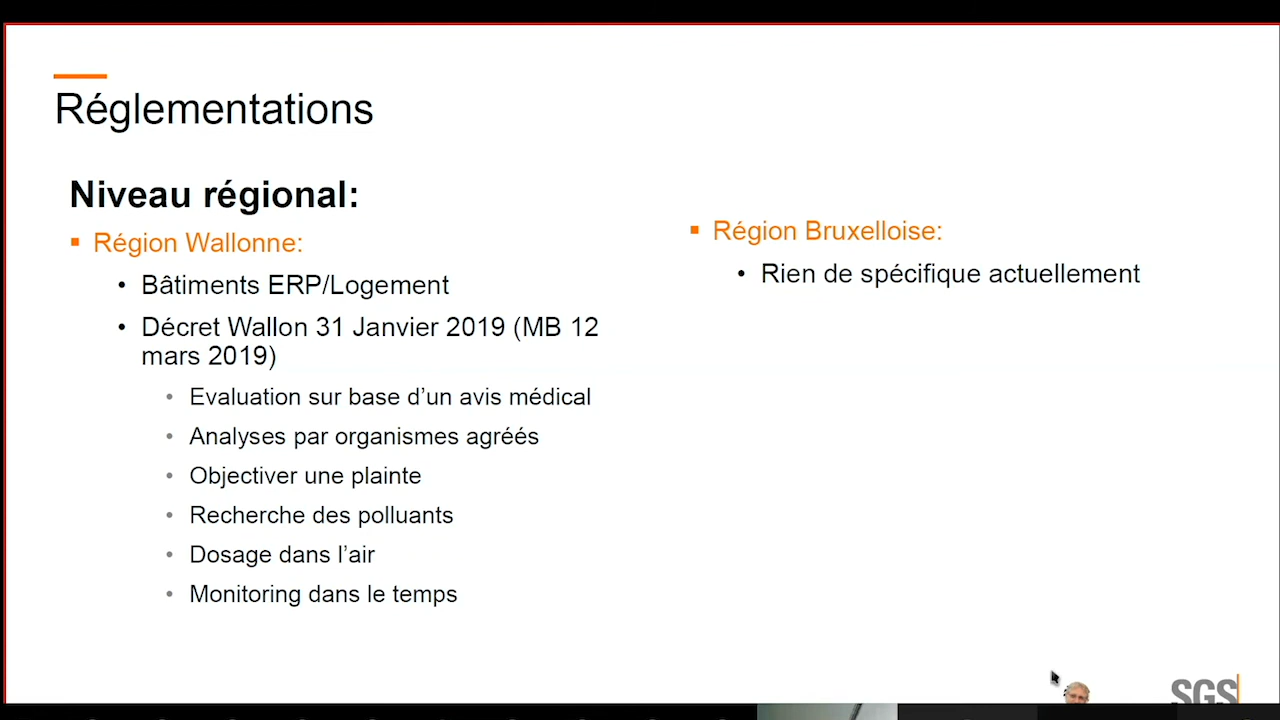 Réglementations
Niveau régional:
Région Wallonne:
Bâtiments ERP/Logement
Décret Wallon 31 Janvier 2019 (MB 12
mars 2019)
Evaluation sur base d’un avis médical
Analyses par organismes agréés
Objectiver une plainte
Recherche des polluants
Dosage dans l’air
Monitoring dans le temps
Région Bruxelloise:
Rien de spécifique actuellement
SGS